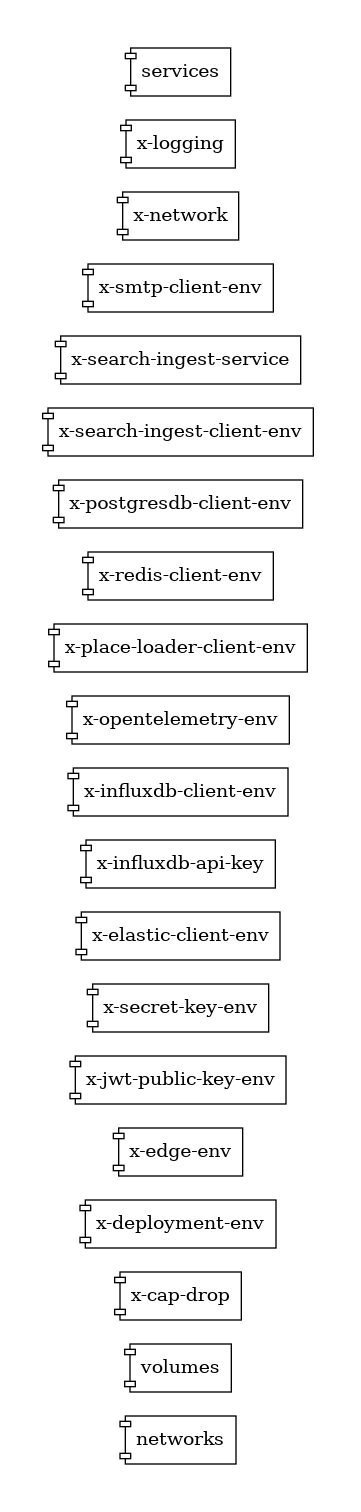 services
x-logging
x-network
x-smtp-client-env
x-search-ingest-service
x-search-ingest-client-env
x-postgresdb-client-env
x-redis-client-env
x-place-loader-client-env
x-opentelemetry-env
x-influxdb-client-env
x-influxdb-api-key
x-elastic-client-env
x-secret-key-env
x-jwt-public-key-env
x-edge-env
x-deployment-env
x-cap-drop
volumes
networks